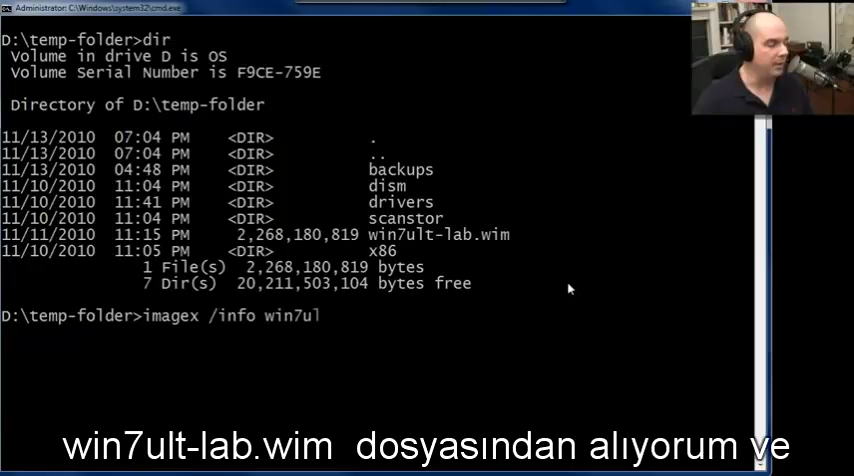 Administrator: C:\Windows\system32\cmd.exe
D:\temp-folder>dir
Volume in drive D is OS
Volume Serial Number is F9CE-759E
Directory of D:\temp-folder
11/13/2010 07:04 PM <DIR> .
11/13/2010 07:04 PM <DIR> ..
11/13/2010 04:48 PM <DIR> backups
11/10/2010 11:04 PM <DIR> dism
11/10/2010 11:41 PM <DIR> drivers
11/10/2010 11:04 PM <DIR> scanstor
11/11/2010 11:15 PM 2,268,180,819 win7ult-lab.wim
11/10/2010 11:05 PM <DIR> x86
1 File(s) 2,268,180,819 bytes
7 Dir(s) 20,211,503,104 bytes free
D:\temp-folder>imagex /info win7ul
win7ult-lab.wim dosyasından alıyorum ve